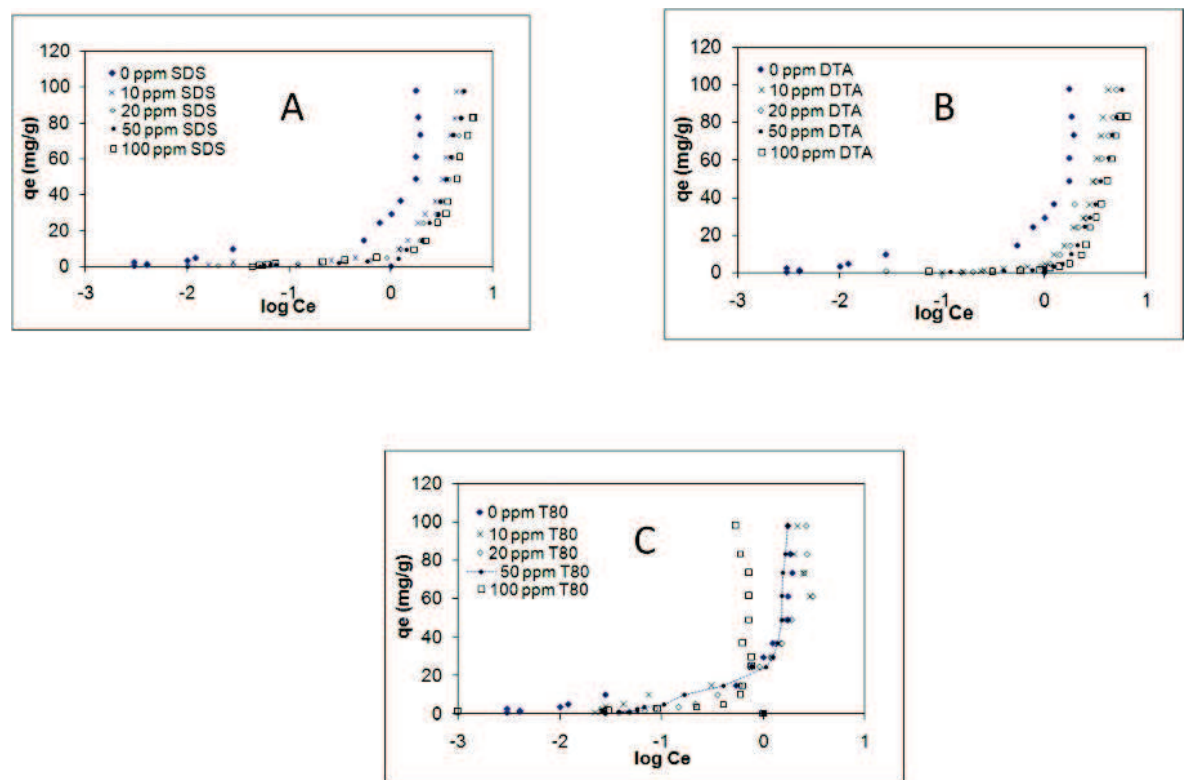 120
100
80
60
40
20
0
qe (mg/g)
0 ppm SDS
10 ppm SDS
20 ppm SDS
50 ppm SDS
100 ppm SDS
A
-3
-2
-1
0
1
log Ce
120
100
80
60
40
20
0
qe (mg/g)
0 ppm DTA
10 ppm DTA
20 ppm DTA
50 ppm DTA
100 ppm DTA
B
-3
-2
-1
0
1
log Ce
120
100
80
60
40
20
0
qe (mg/g)
0 ppm T80
10 ppm T80
20 ppm T80
50 ppm T80
100 ppm T80
C
-3
-2
-1
0
1
log Ce